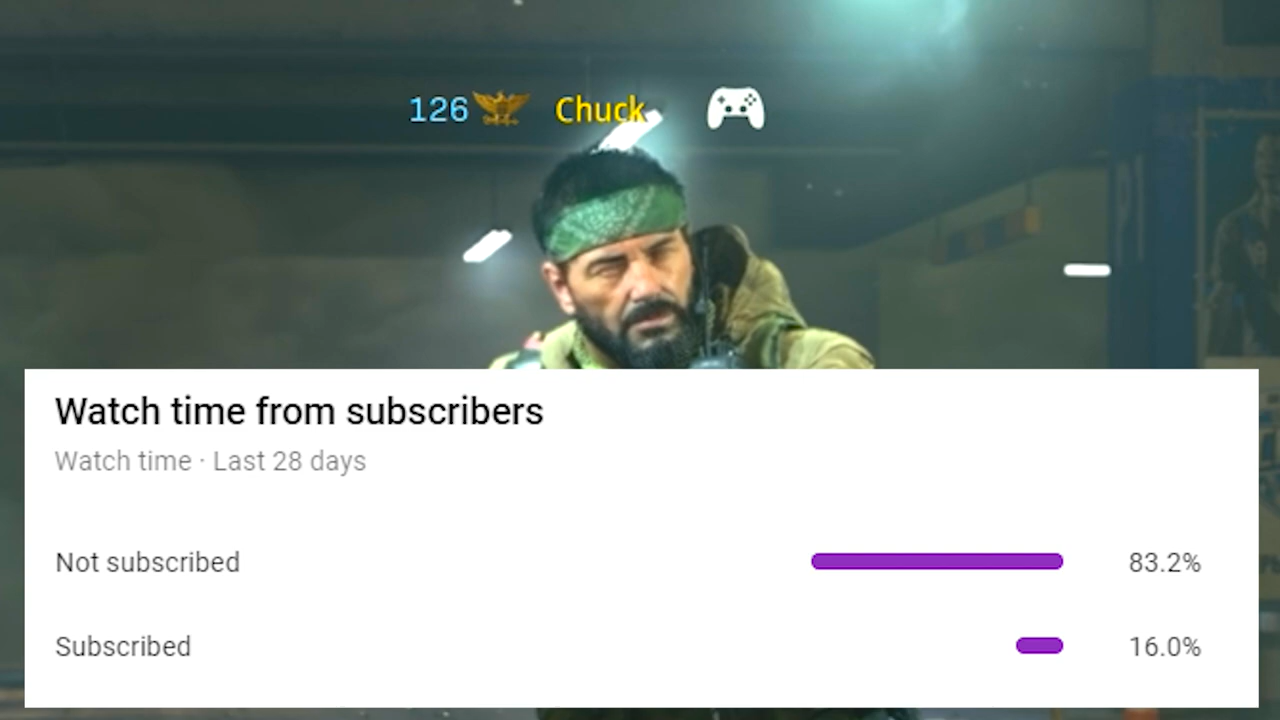 126 Chuck
Watch time from subscribers
Watch time · Last 28 days
Not subscribed 83.2%
Subscribed 16.0%